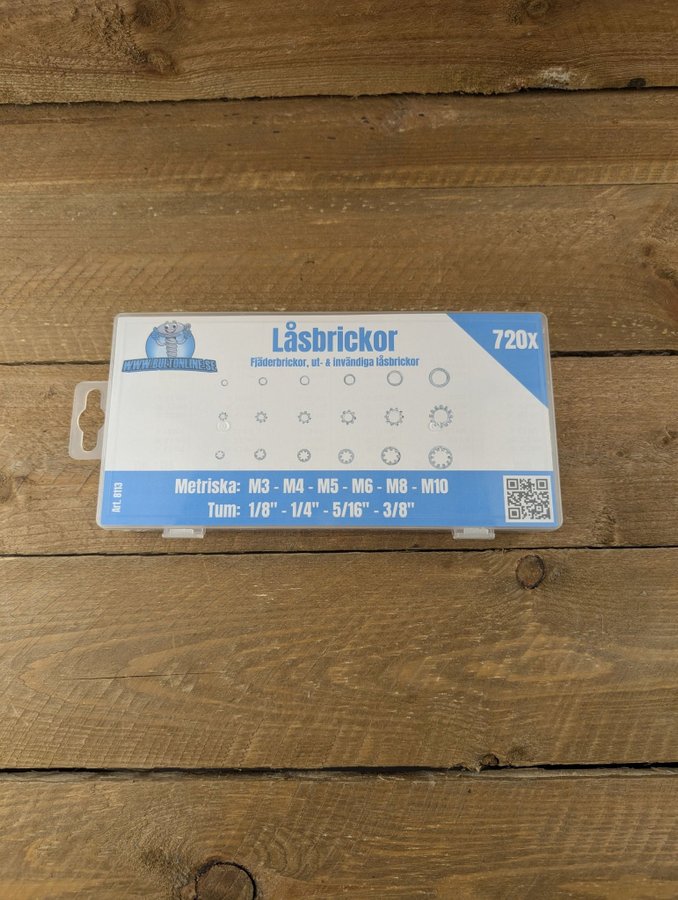 Låsbrickor
720x
WWW.BULTONLINE.SE
Fjäderbrickor, ut- & invändiga låsbrickor
Metriska: M3 - M4 - M5 - M6 - M8 - M10
Tum: 1/8" - 1/4" - 5/16" - 3/8"
Art. 8113